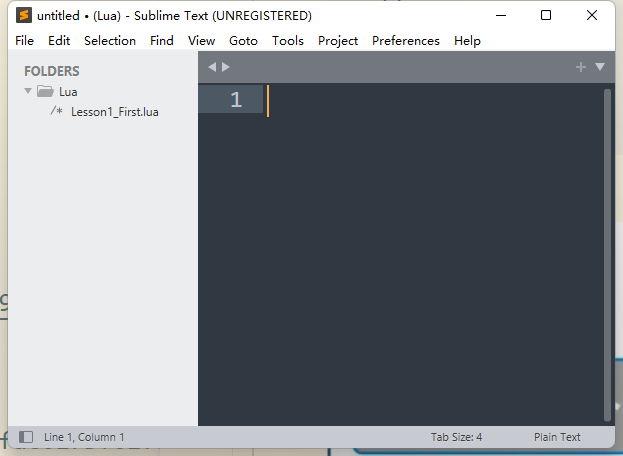 untitled • (Lua) - Sublime Text (UNREGISTERED)
File Edit Selection Find View Goto Tools Project Preferences Help
FOLDERS
Lua
/* Lesson1_First.lua
1
Line 1, Column 1
Tab Size: 4
Plain Text